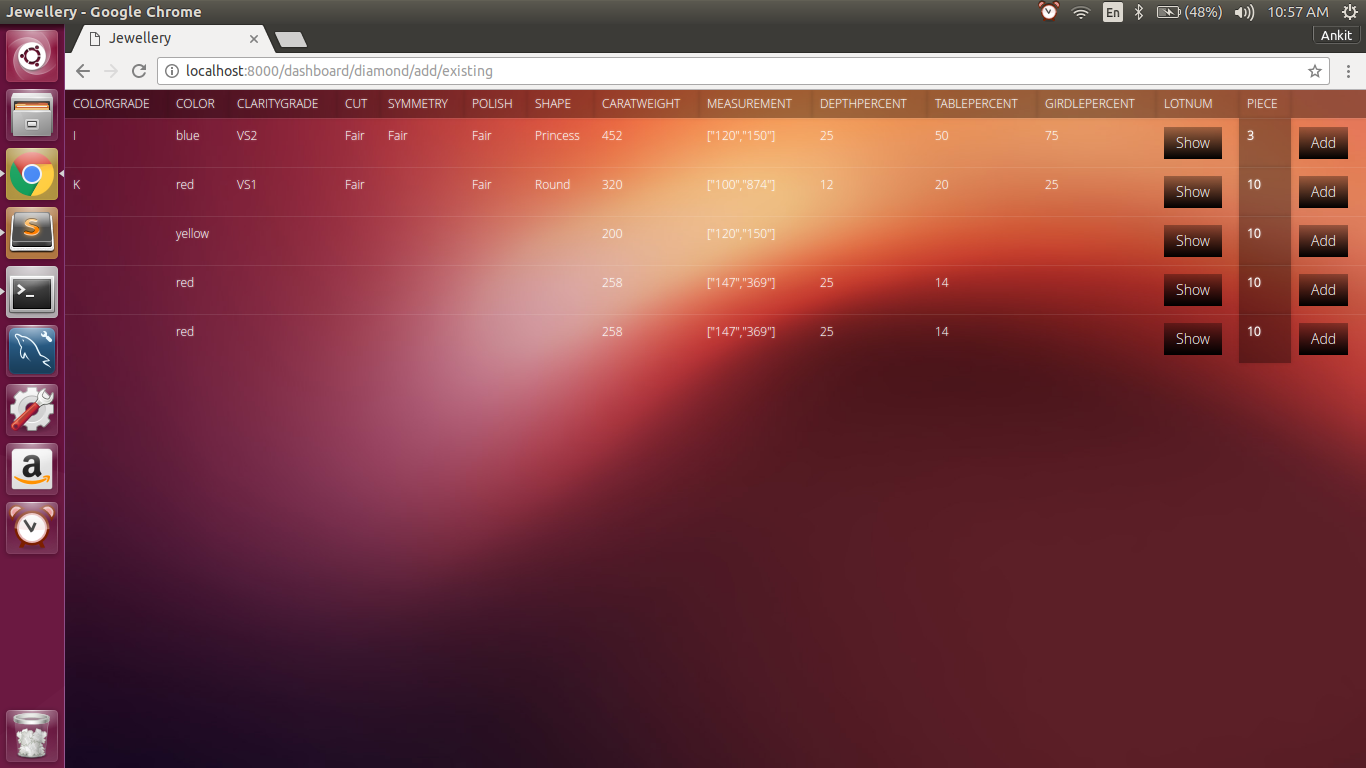 Jewellery - Google Chrome En (48%) 10:57 AM
Jewellery Ankit
localhost:8000/dashboard/diamond/add/existing
COLORGRADE COLOR CLARITYGRADE CUT SYMMETRY POLISH SHAPE CARATWEIGHT MEASUREMENT DEPTHPERCENT TABLEPERCENT GIRDLEPERCENT LOTNUM PIECE
I blue VS2 Fair Fair Fair Princess 452 ["120","150"] 25 50 75 Show 3 Add
K red VS1 Fair Fair Round 320 ["100","874"] 12 20 25 Show 10 Add
yellow 200 ["120","150"] Show 10 Add
red 258 ["147","369"] 25 14 Show 10 Add
red 258 ["147","369"] 25 14 Show 10 Add